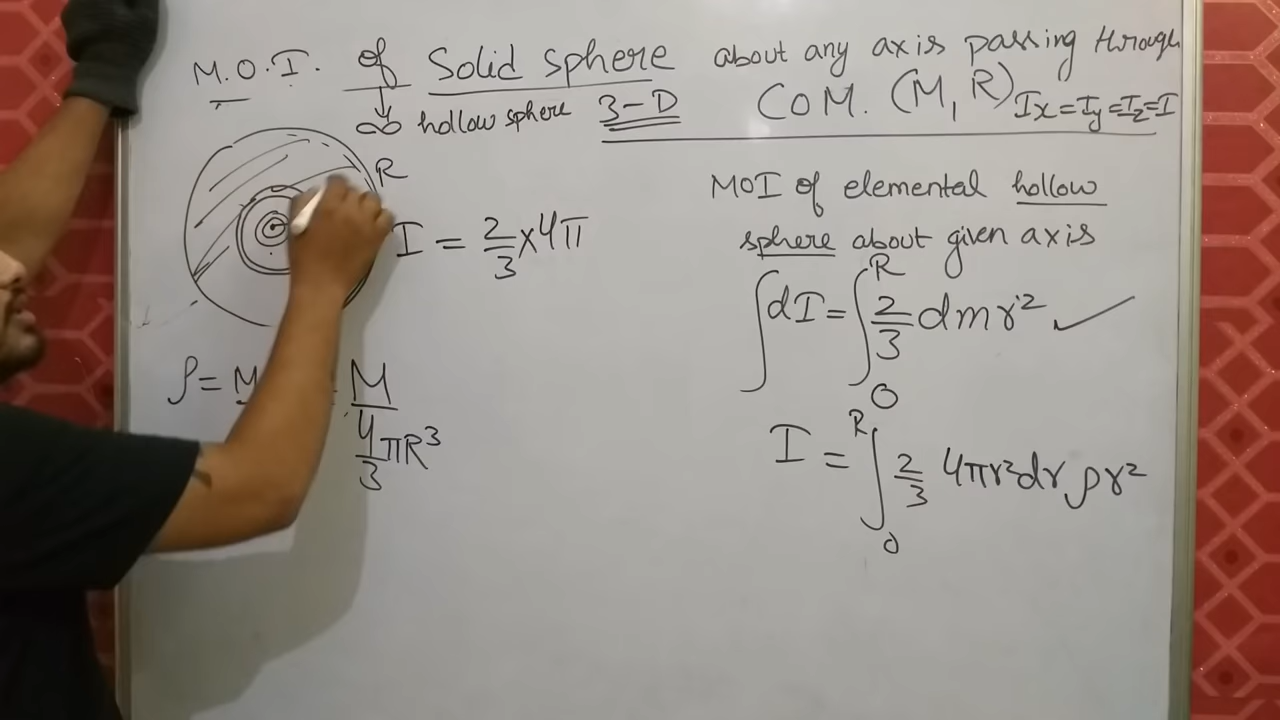 M.O.I. of Solid sphere about any axis passing through
COM. (M, R) Ix=Iy=Iz=I
∞ hollow sphere 3-D
R
I = 2/3 x 4π
ρ = M = M / 4/3 πR³
MOI of elemental hollow
sphere about given axis
∫dI = ∫₀ᴿ 2/3 dm r² ✓
I = ∫₀ᴿ 2/3 4πr²dr ρr²